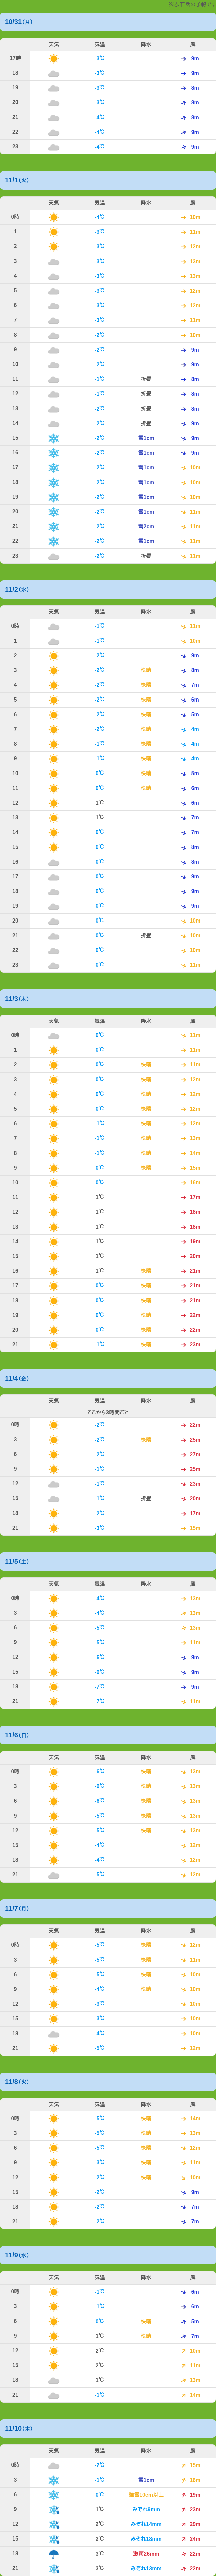 10/31(月)
天気 気温 降水 風
17時 -3℃ 9m
18 -3℃ 9m
19 -3℃ 8m
20 -3℃ 8m
21 -4℃ 8m
22 -4℃ 9m
23 -4℃ 9m
11/1(火)
天気 気温 降水 風
0時 -4℃ 10m
1 -3℃ 11m
2 -3℃ 12m
3 -3℃ 13m
4 -3℃ 13m
5 -3℃ 12m
6 -3℃ 12m
7 -3℃ 11m
8 -2℃ 10m
9 -2℃ 9m
10 -2℃ 9m
11 -1℃ 8m
12 -1℃ 8m
13 -2℃ 8m
14 -2℃ 9m
15 -2℃ 雪1cm 9m
16 -2℃ 雪1cm 9m
17 -2℃ 雪1cm 10m
18 -3℃ 雪1cm 10m
19 -2℃ 雪1cm 10m
20 -2℃ 雪1cm 11m
21 -2℃ 雪2cm 11m
22 -2℃ 雪1cm 11m
23 -2℃ 11m
11/2(水)
天気 気温 降水 風
0時 -1℃ 11m
1 -1℃ 10m
2 -2℃ 9m
3 -2℃ 快晴 8m
4 -2℃ 快晴 7m
5 -2℃ 快晴 6m
6 -2℃ 快晴 5m
7 -2℃ 快晴 4m
8 -1℃ 快晴 4m
9 -1℃ 快晴 4m
10 0℃ 快晴 5m
11 0℃ 快晴 6m
12 1℃ 6m
13 1℃ 7m
14 0℃ 7m
15 0℃ 8m
16 0℃ 8m
17 0℃ 9m
18 0℃ 9m
19 0℃ 9m
20 0℃ 10m
21 0℃ 10m
22 0℃ 10m
23 0℃ 11m
11/3(木)
天気 気温 降水 風
0時 0℃ 11m
1 0℃ 11m
2 0℃ 快晴 11m
3 0℃ 快晴 12m
4 0℃ 快晴 12m
5 0℃ 快晴 12m
6 -1℃ 快晴 12m
7 -1℃ 快晴 13m
8 -1℃ 快晴 14m
9 0℃ 快晴 15m
10 0℃ 16m
11 1℃ 17m
12 1℃ 18m
13 1℃ 18m
14 1℃ 19m
15 1℃ 20m
16 1℃ 快晴 21m
17 0℃ 快晴 21m
18 0℃ 快晴 21m
19 0℃ 快晴 22m
20 0℃ 快晴 22m
21 -1℃ 快晴 23m
11/4(金)
天気 気温 降水 風
ここから3時間ごと
0時 -2℃ 22m
3 -2℃ 快晴 25m
6 -2℃ 27m
9 -1℃ 25m
12 -1℃ 23m
15 -1℃ 20m
18 -2℃ 17m
21 -3℃ 15m
11/5(土)
天気 気温 降水 風
0時 -4℃ 13m
3 -4℃ 13m
6 -5℃ 13m
9 -5℃ 11m
12 -6℃ 9m
15 -6℃ 9m
18 -7℃ 9m
21 -7℃ 11m
11/6(日)
天気 気温 降水 風
0時 -6℃ 快晴 13m
3 -6℃ 快晴 13m
6 -6℃ 快晴 13m
9 -5℃ 快晴 13m
12 -5℃ 快晴 13m
15 -4℃ 12m
18 -4℃ 12m
21 -5℃ 12m
11/7(月)
天気 気温 降水 風
0時 -5℃ 快晴 12m
3 -5℃ 快晴 11m
6 -5℃ 快晴 10m
9 -4℃ 快晴 10m
12 -3℃ 10m
15 -3℃ 10m
18 -4℃ 10m
21 -5℃ 12m
11/8(火)
天気 気温 降水 風
0時 -5℃ 快晴 14m
3 -5℃ 快晴 13m
6 -5℃ 快晴 12m
9 -3℃ 快晴 11m
12 -2℃ 快晴 10m
15 -2℃ 9m
18 -2℃ 7m
21 -2℃ 7m
11/9(水)
天気 気温 降水 風
0時 -1℃ 6m
3 -1℃ 6m
6 0℃ 快晴 5m
9 1℃ 快晴 7m
12 2℃ 10m
15 2℃ 11m
18 1℃ 13m
21 -1℃ 14m
11/10(木)
天気 気温 降水 風
0時 -2℃ 15m
3 -1℃ 雪1cm 16m
6 0℃ 10cm以上 19m
9 1℃ みぞれ8mm 23m
12 2℃ みぞれ14mm 29m
15 2℃ みぞれ18mm 24m
18 3℃ 激雨26mm 22m
21 3℃ みぞれ13mm 22m